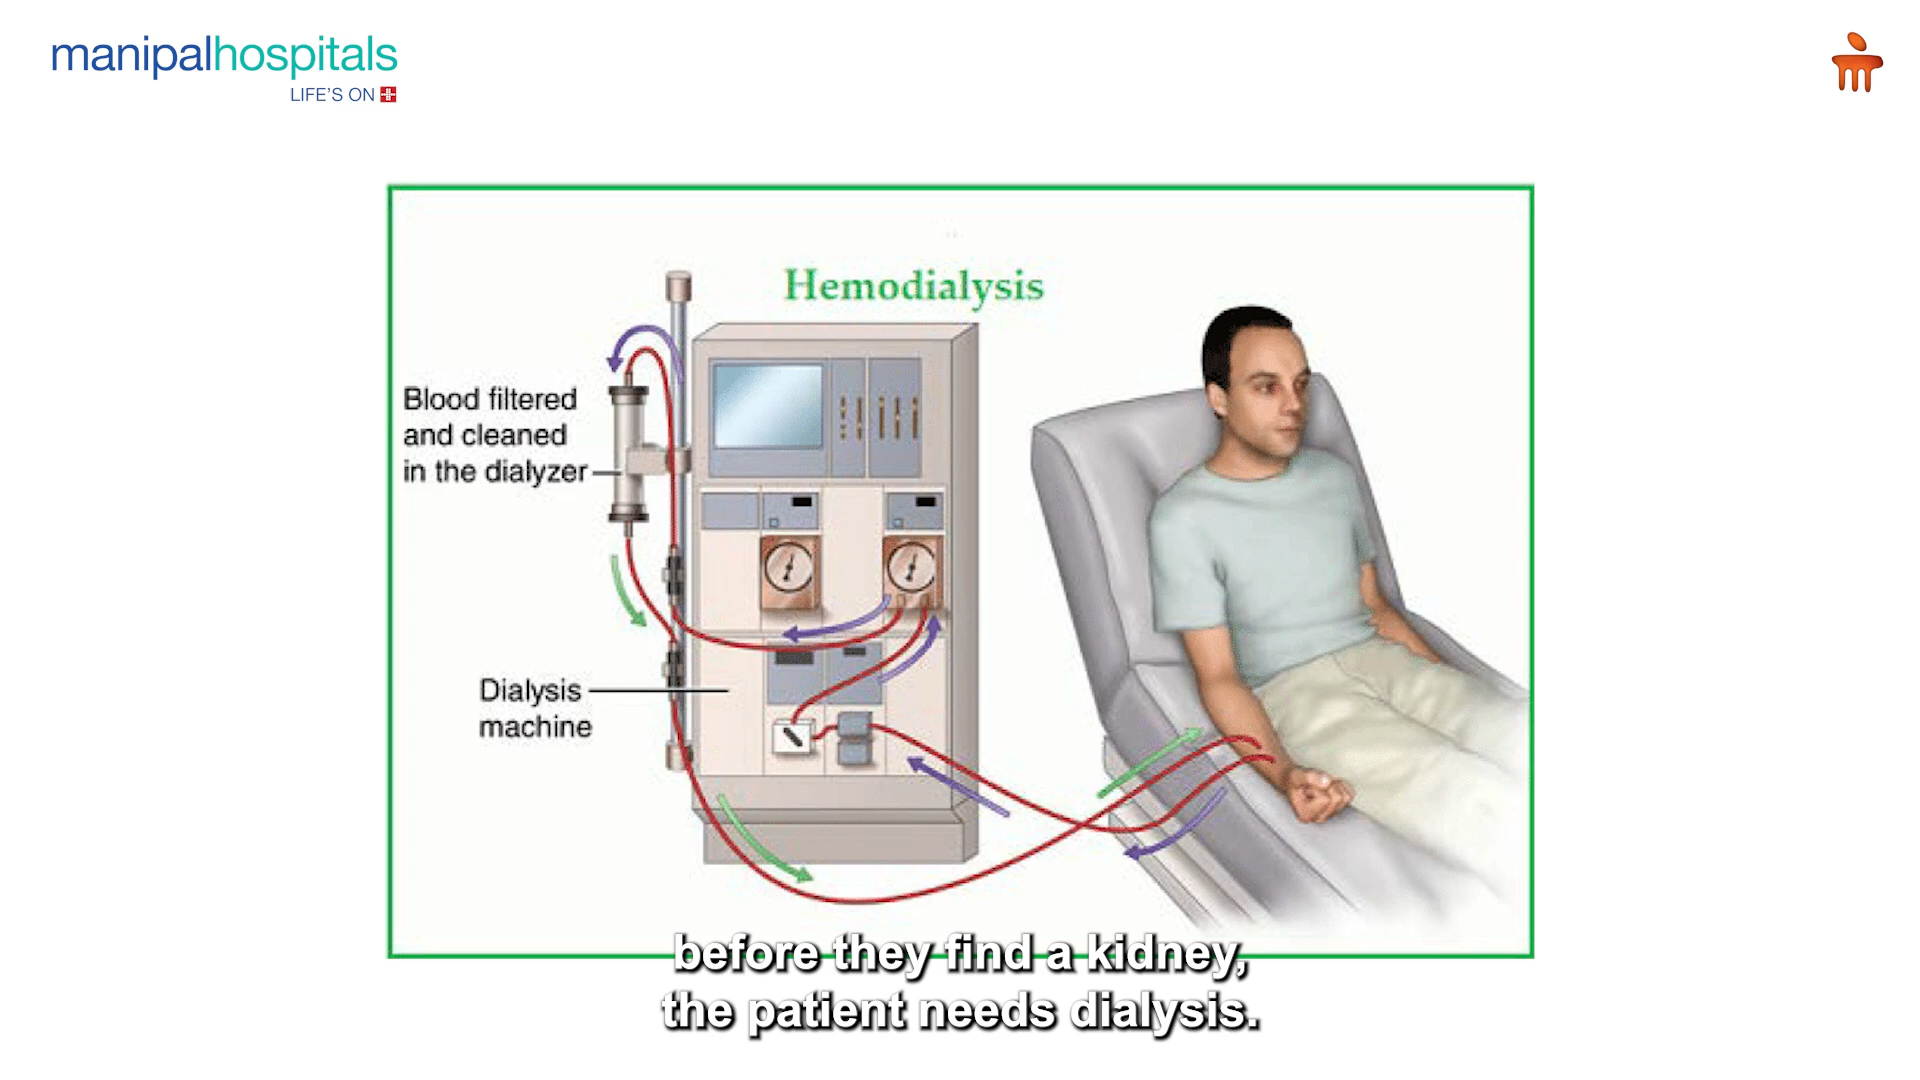 manipalhospitals
LIFE'S ON
Hemodialysis
Blood filtered
and cleaned
in the dialyzer
Dialysis
machine
before they find a kidney,
the patient needs dialysis.